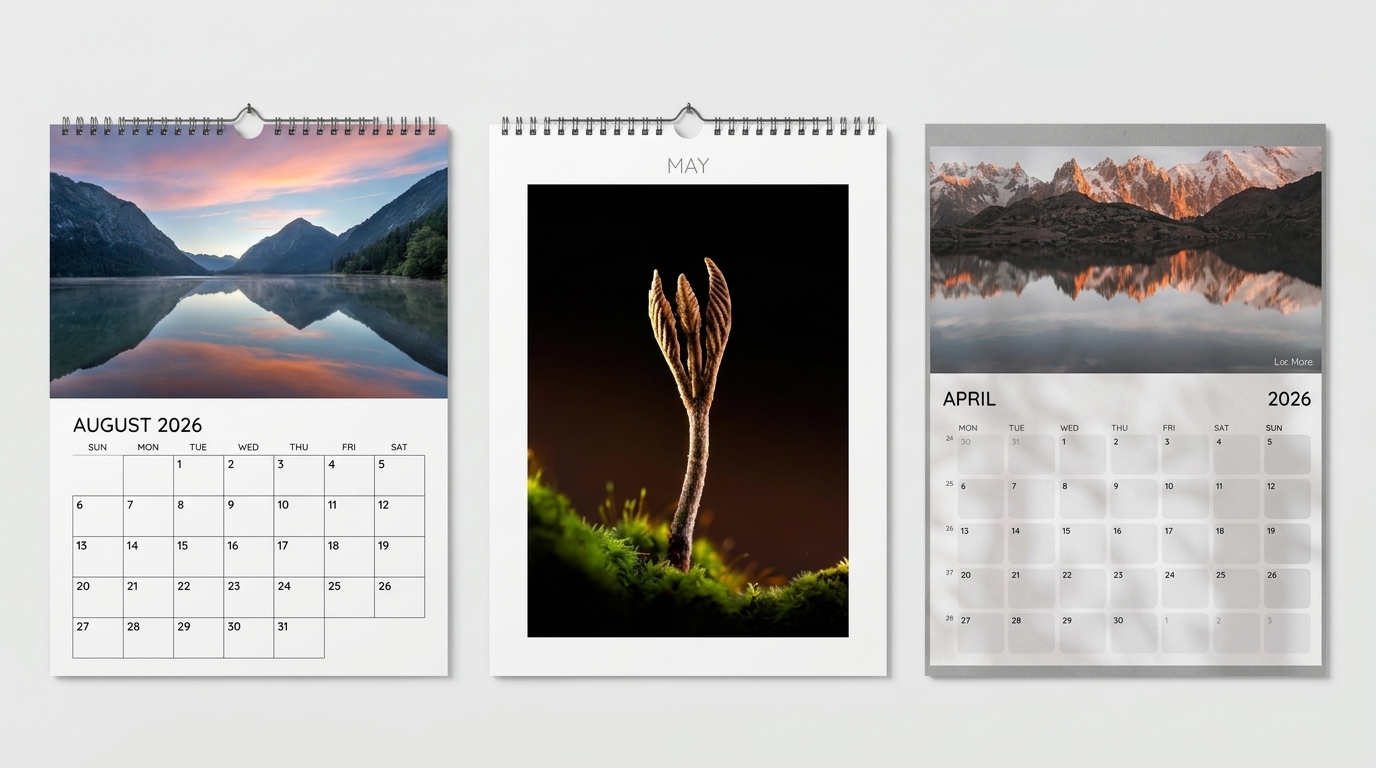 AUGUST 2026
SUN MON TUE WED THU FRI SAT
1 2 3 4 5
6 7 8 9 10 11 12
13 14 15 16 17 18 19
20 21 22 23 24 25 26
27 28 29 30 31
MAY
Loc More.
APRIL 2026
MON TUE WED THU FRI SAT SUN
24 30 31 1 2 3 4 5
25 6 7 8 9 10 11 12
26 13 14 15 16 17 18 19
37 20 21 22 23 24 25 26
28 27 28 29 30 1 2 3